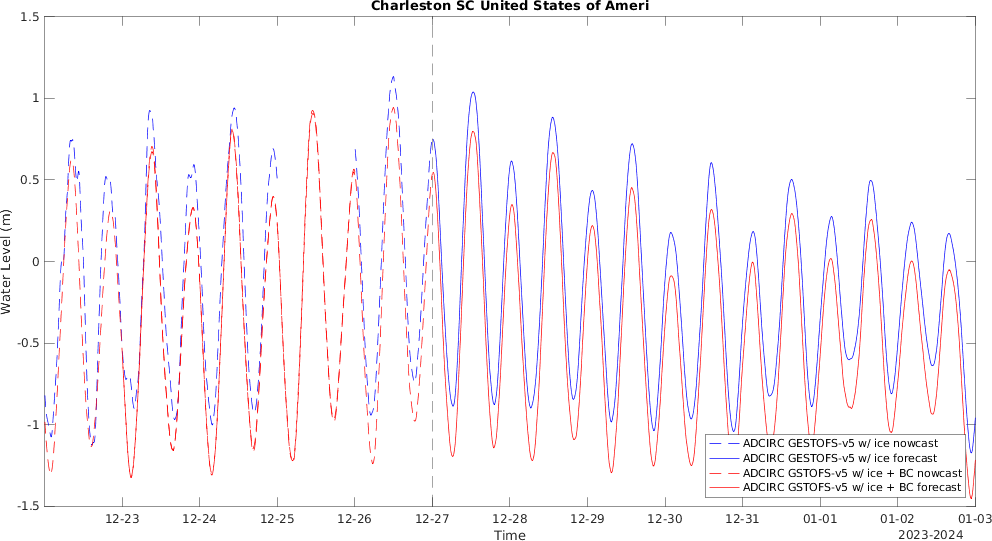 Charleston SC United States of Ameri
1.5
1
0.5
0
-0.5
-1
-1.5
Water Level (m)
12-23
12-24
12-25
12-26
12-27
12-28
12-29
12-30
12-31
01-01
01-02
01-03
Time
2023-2024
ADCIRC GESTOFS-v5 w/ ice nowcast
ADCIRC GESTOFS-v5 w/ ice forecast
ADCIRC GSTOFS-v5 w/ ice + BC nowcast
ADCIRC GSTOFS-v5 w/ ice + BC forecast